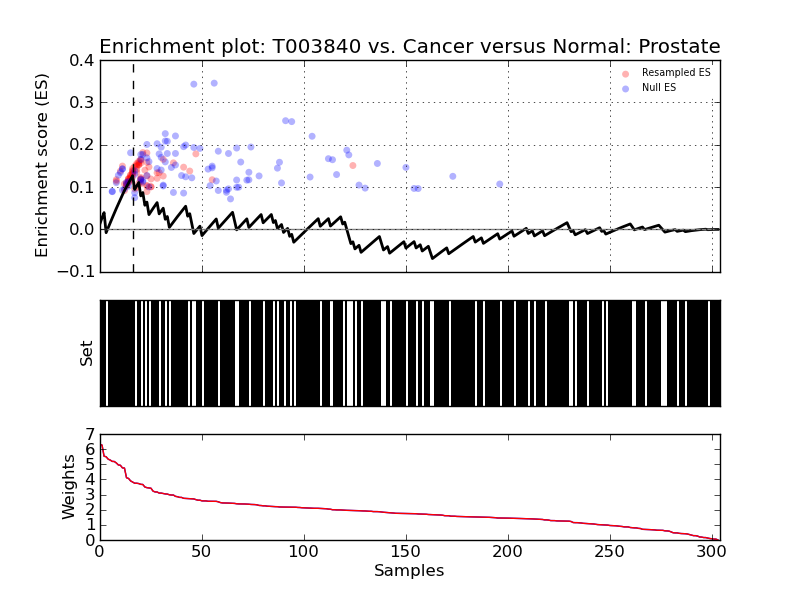 Enrichment plot: T003840 vs. Cancer versus Normal: Prostate
Enrichment score (ES)
0.4
0.3
0.2
0.1
0.0
−0.1
Resampled ES
Null ES
Set
Weights
7
6
5
4
3
2
1
0
0 50 100 150 200 250 300
Samples